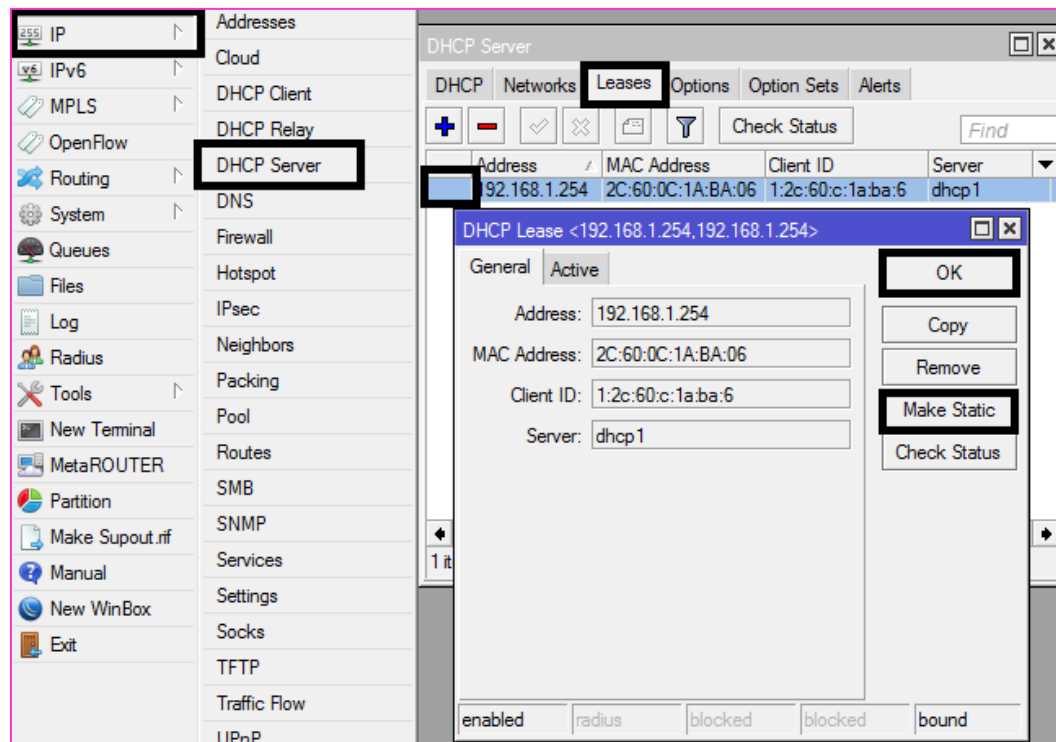 IP
IPv6
MPLS
OpenFlow
Routing
System
Queues
Files
Log
Radius
Tools
New Terminal
MetaROUTER
Partition
Make Supout.rif
Manual
New WinBox
Exit
Addresses
Cloud
DHCP Client
DHCP Relay
DHCP Server
DNS
Firewall
Hotspot
IPsec
Neighbors
Packing
Pool
Routes
SMB
SNMP
Services
Settings
Socks
TFTP
Traffic Flow
UPnP
DHCP Server
DHCP Networks Leases Options Option Sets Alerts
Check Status Find
Address MAC Address Client ID Server
192.168.1.254 2C:60:0C:1A:BA:06 1:2c:60:c:1a:ba:6 dhcp1
DHCP Lease <192.168.1.254,192.168.1.254>
General Active
Address: 192.168.1.254
MAC Address: 2C:60:0C:1A:BA:06
Client ID: 1:2c:60:c:1a:ba:6
Server: dhcp1
OK
Copy
Remove
Make Static
Check Status
enabled radius blocked blocked bound
1 it